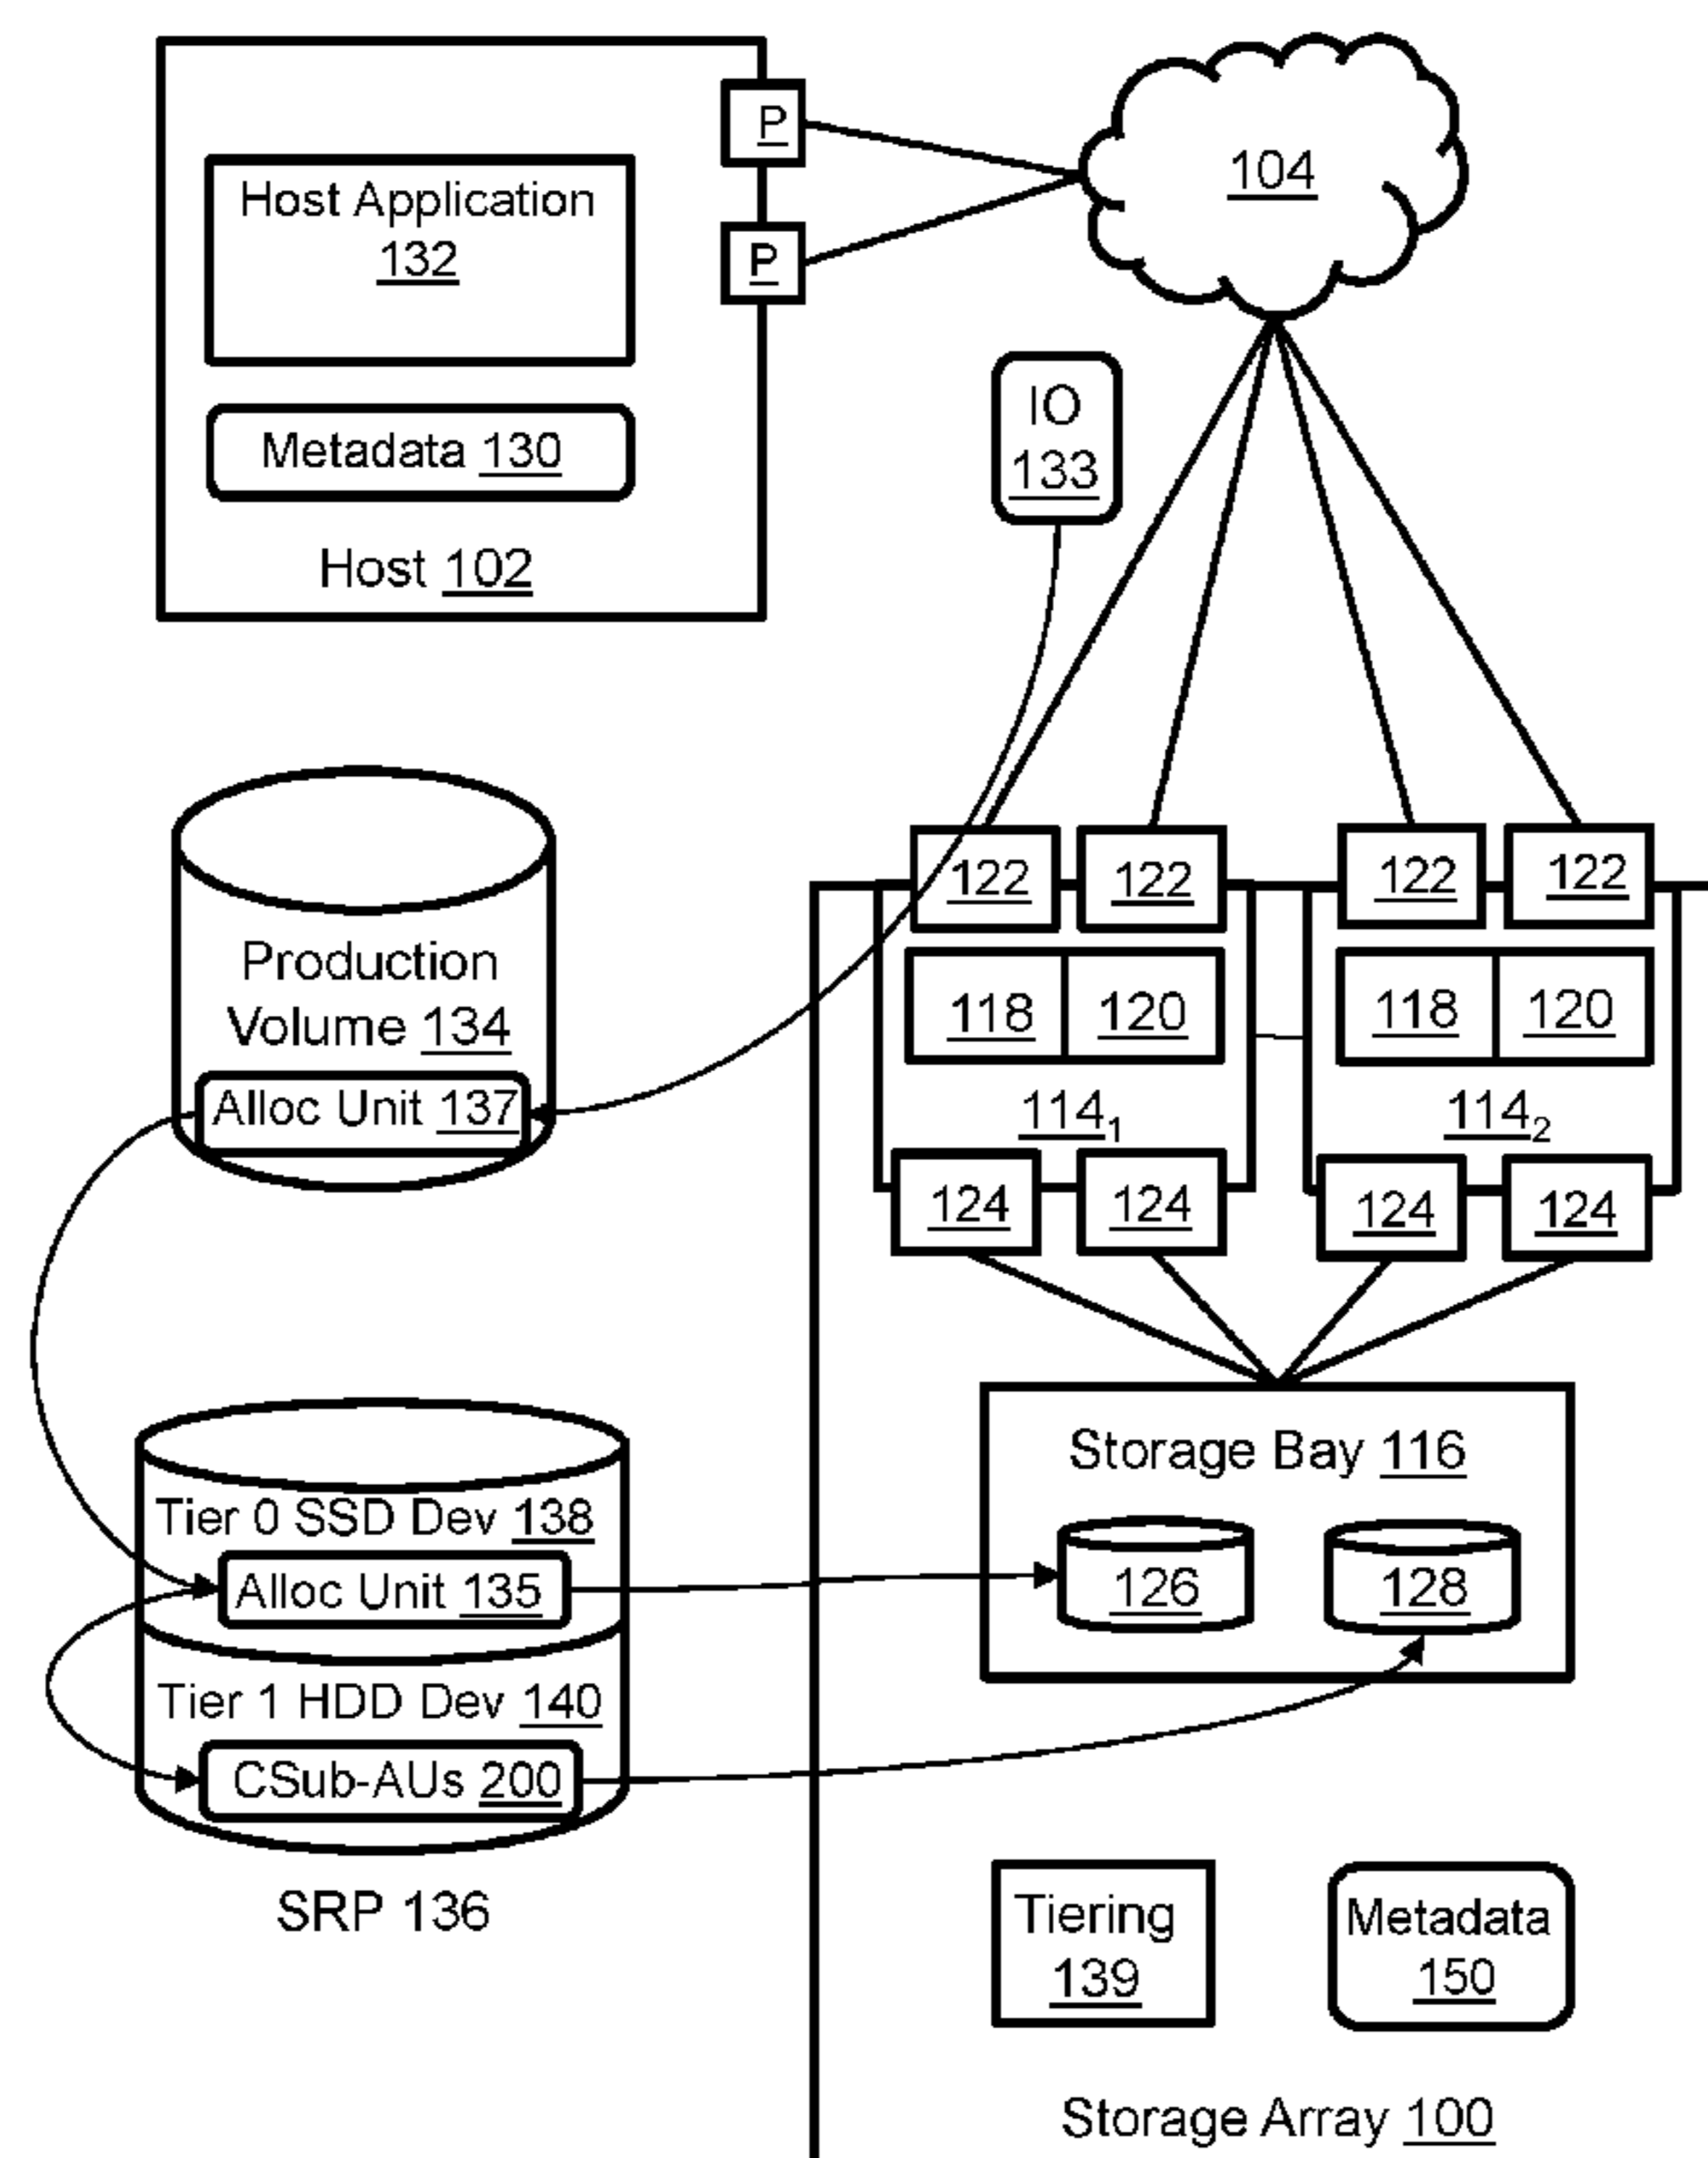 P
104
Host Application
132
P
IO
133
Metadata 130
Host 102
122
122
122
122
Production
Volume 134
118
120
118
120
Alloc Unit 137
114₁
114₂
124
124
124
124
Storage Bay 116
Tier 0 SSD Dev 138
Alloc Unit 135
126
128
Tier 1 HDD Dev 140
CSub-AUs 200
SRP 136
Tiering
139
Metadata
150
Storage Array 100